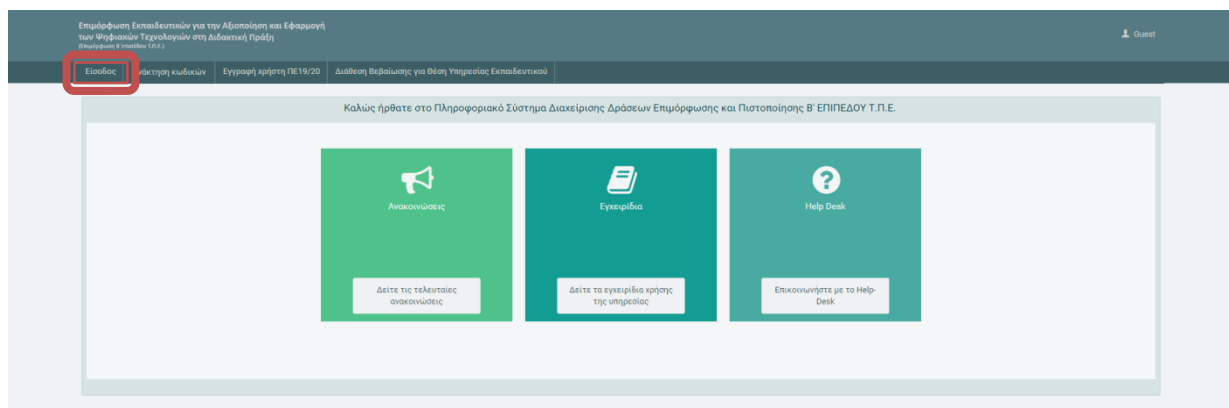 Επιμόρφωση Εκπαιδευτικών για την Αξιοποίηση και Εφαρμογή
των Ψηφιακών Τεχνολογιών στη Διδακτική Πράξη
(Επιμόρφωση Β' επιπέδου Τ.Π.Ε.)
Guest
Είσοδος νάκτηση κωδικών Εγγραφή χρήστη ΠΕ19/20 Διάθεση Βεβαίωσης για Θέση Υπηρεσίας Εκπαιδευτικού
Καλώς ήρθατε στο Πληροφοριακό Σύστημα Διαχείρισης Δράσεων Επιμόρφωσης και Πιστοποίησης Β' ΕΠΙΠΕΔΟΥ Τ.Π.Ε.
Ανακοινώσεις Εγχειρίδια Help Desk
Δείτε τις τελευταίες Δείτε τα εγχειρίδια χρήσης Επικοινωνήστε με το Help-
ανακοινώσεις της υπηρεσίας Desk